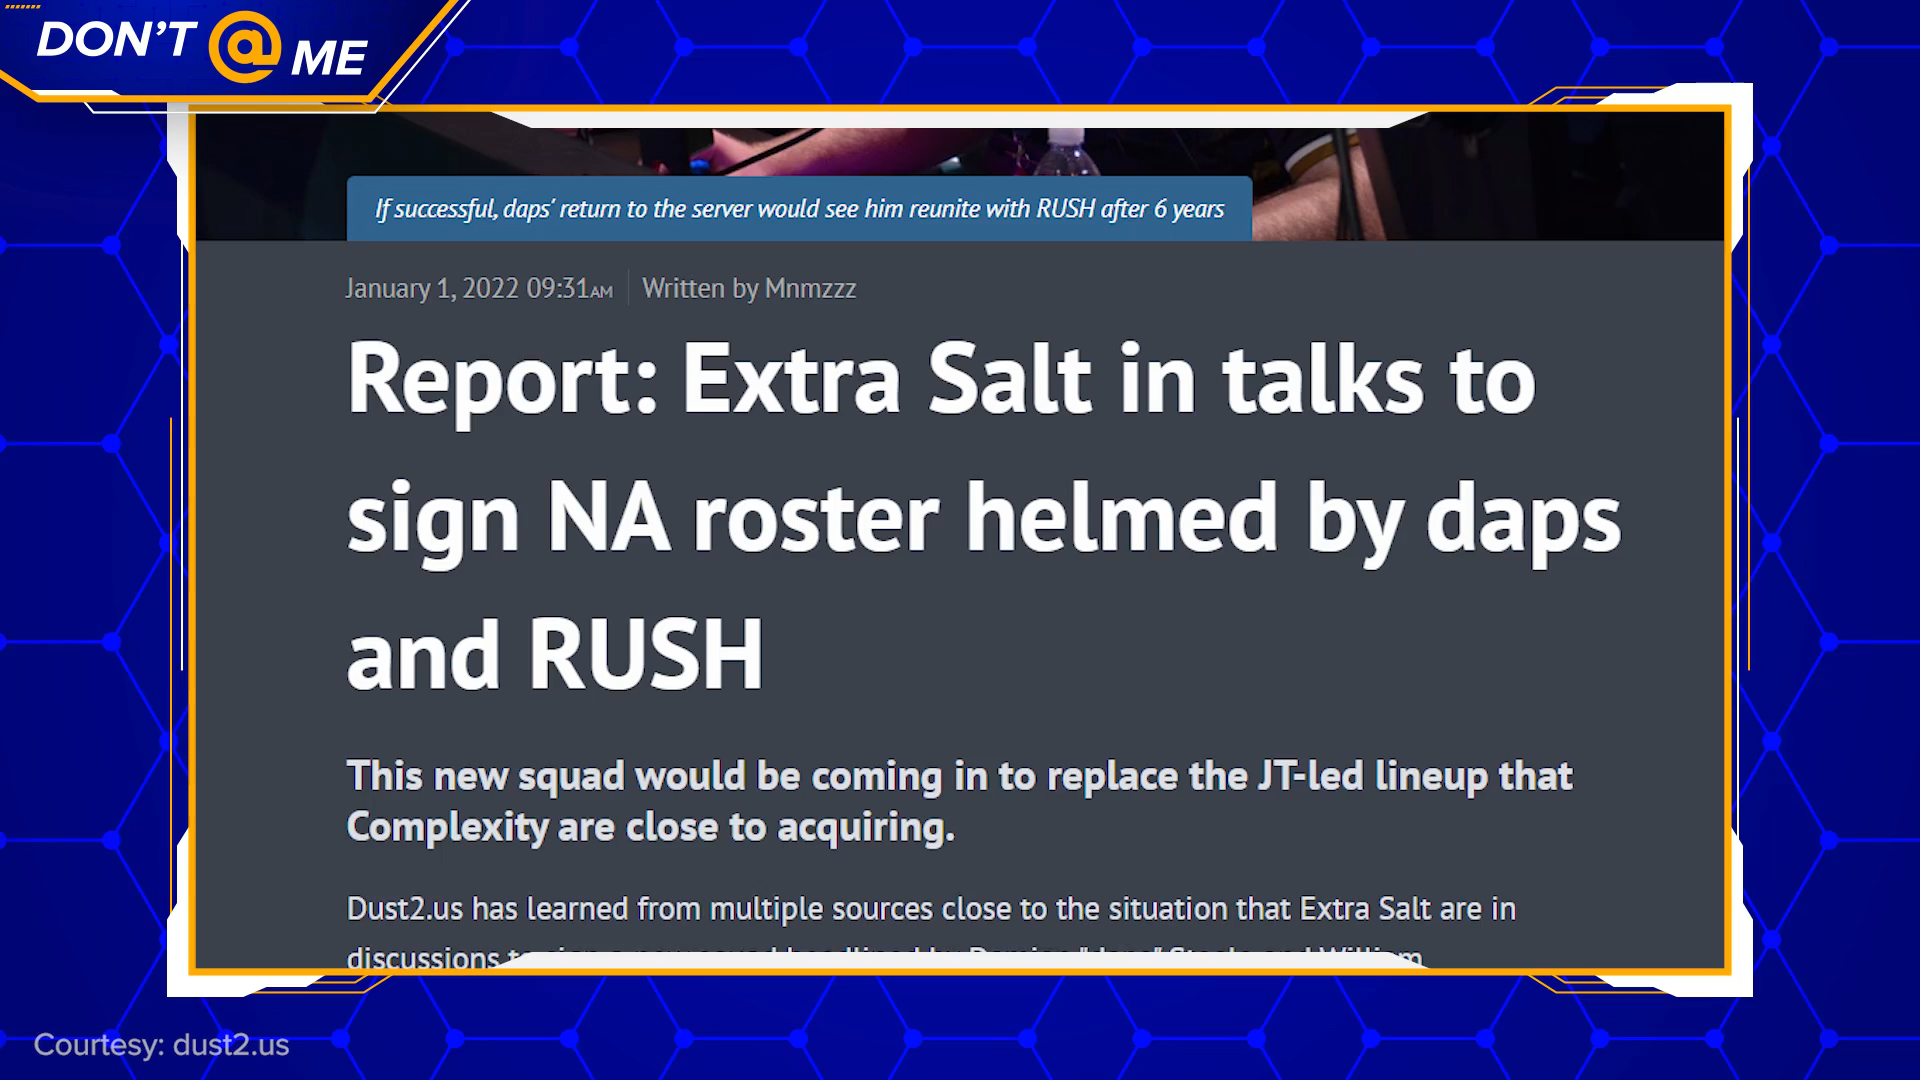 DON'T @ ME
If successful, daps' return to the server would see him reunite with RUSH after 6 years
January 1, 2022 09:31AM Written by Mnmzzz
Report: Extra Salt in talks to
sign NA roster helmed by daps
and RUSH
This new squad would be coming in to replace the JT-led lineup that
Complexity are close to acquiring.
Dust2.us has learned from multiple sources close to the situation that Extra Salt are in
discussions
Courtesy: dust2.us